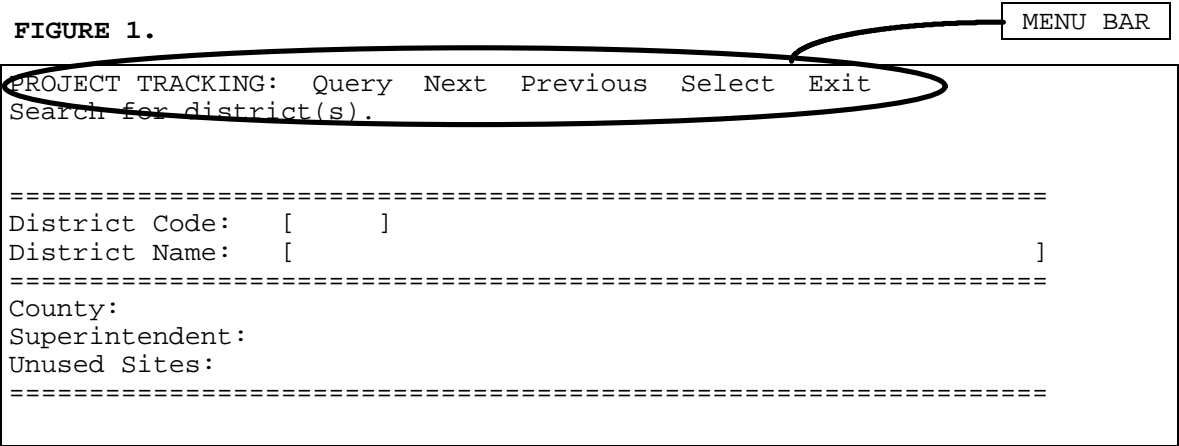 MENU BAR
FIGURE 1.
PROJECT TRACKING:  Query  Next  Previous  Select  Exit
Search for district(s).
=================================================================
District Code:   [     ]
District Name:   [                                              ]
=================================================================
County:
Superintendent:
Unused Sites:
=================================================================